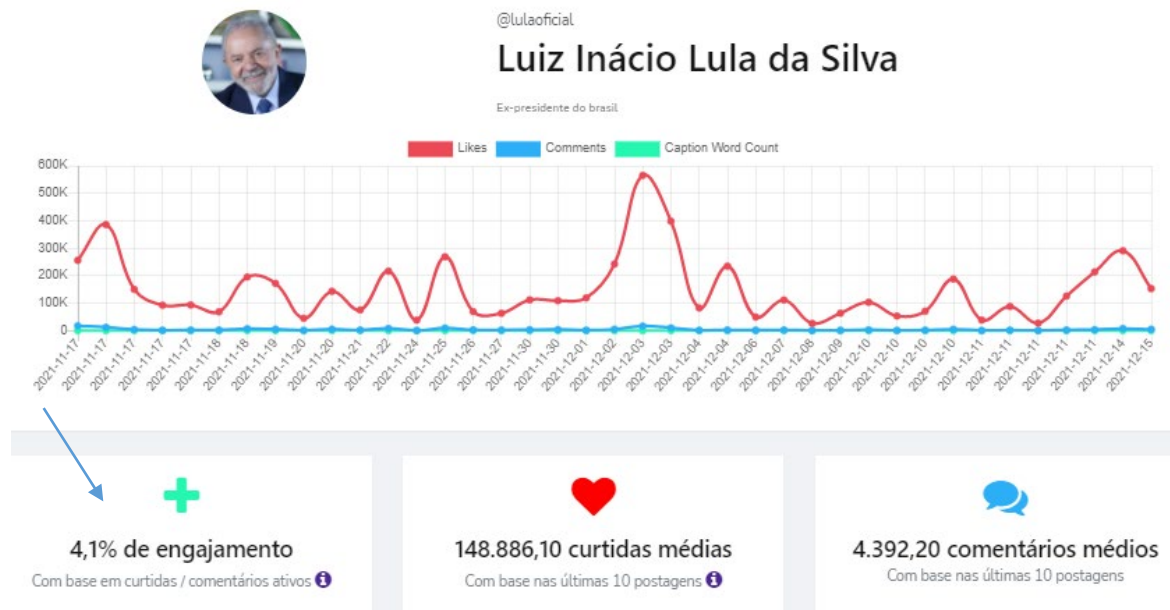 @lulaoficial
Luiz Inácio Lula da Silva
Ex-presidente do brasil
Likes
Comments
Caption Word Count
600K
500K
400K
300K
200K
100K
0
2021-11-17
2021-11-17
2021-11-17
2021-11-17
2021-11-17
2021-11-18
2021-11-18
2021-11-19
2021-11-20
2021-11-20
2021-11-21
2021-11-22
2021-11-24
2021-11-25
2021-11-26
2021-11-27
2021-11-30
2021-11-30
2021-12-01
2021-12-02
2021-12-03
2021-12-03
2021-12-04
2021-12-04
2021-12-06
2021-12-07
2021-12-08
2021-12-09
2021-12-10
2021-12-10
2021-12-10
2021-12-10
2021-12-11
2021-12-11
2021-12-11
2021-12-11
2021-12-11
2021-12-14
2021-12-15
4,1% de engajamento
Com base em curtidas / comentários ativos
148.886,10 curtidas médias
Com base nas últimas 10 postagens
4.392,20 comentários médios
Com base nas últimas 10 postagens